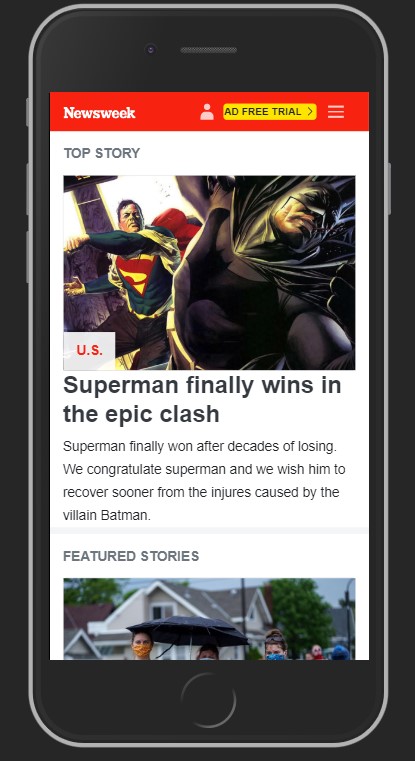 Newsweek
AD FREE TRIAL
TOP STORY
U.S.
Superman finally wins in
the epic clash
Superman finally won after decades of losing.
We congratulate superman and we wish him to
recover sooner from the injures caused by the
villain Batman.
FEATURED STORIES